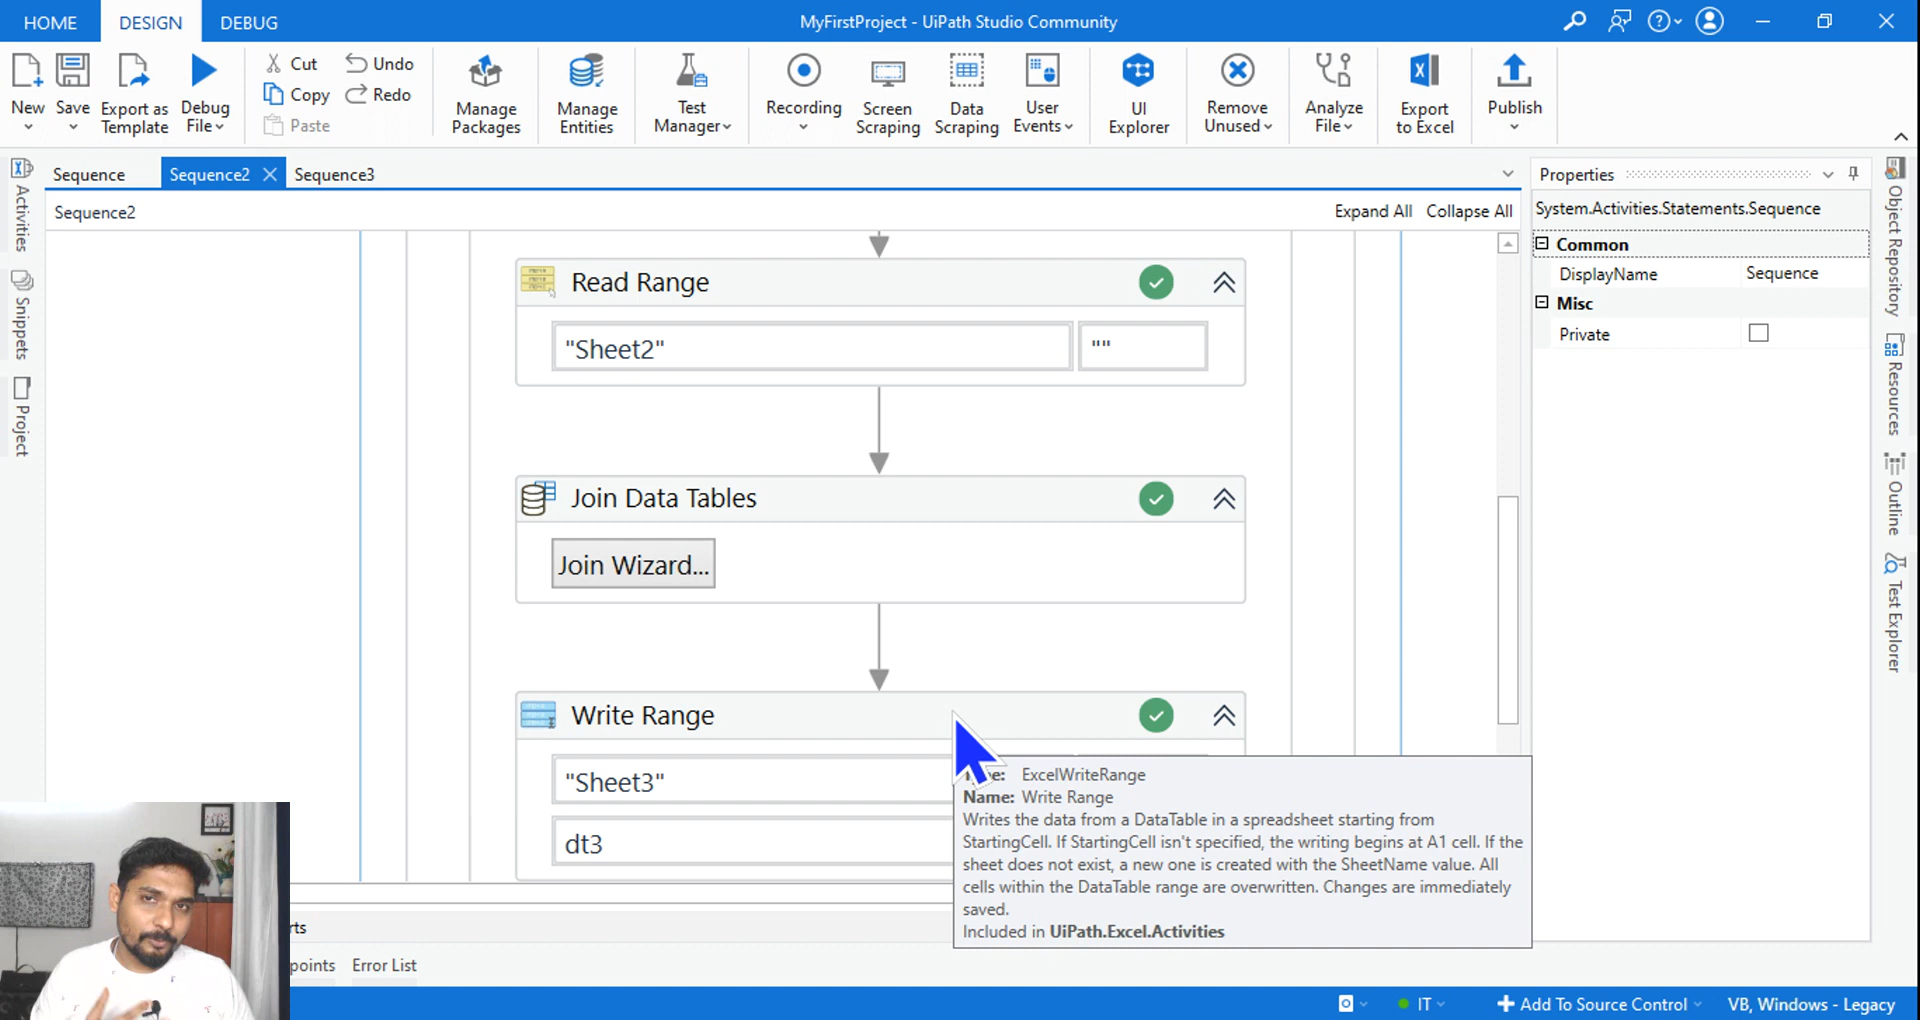 HOME DESIGN DEBUG MyFirstProject - UiPath Studio Community
New Save Export as Template Debug File
Cut Copy Paste Undo Redo
Manage Packages
Manage Entities
Test Manager
Recording
Screen Scraping
Data Scraping
User Events
UI Explorer
Remove Unused
Analyze File
Export to Excel
Publish
Sequence Sequence2 Sequence3
Sequence2 Expand All Collapse All
Activities
Snippets
Project
Read Range
"Sheet2" ""
Join Data Tables
Join Wizard...
Write Range
"Sheet3"
dt3
e: ExcelWriteRange
Name: Write Range
Writes the data from a DataTable in a spreadsheet starting from
StartingCell. If StartingCell isn't specified, the writing begins at A1 cell. If the
sheet does not exist, a new one is created with the SheetName value. All
cells within the DataTable range are overwritten. Changes are immediately
saved.
Included in UiPath.Excel.Activities
Properties
System.Activities.Statements.Sequence
Common
DisplayName Sequence
Misc
Private
Object Repository
Resources
Outline
Test Explorer
rts
points Error List
IT Add To Source Control VB, Windows - Legacy